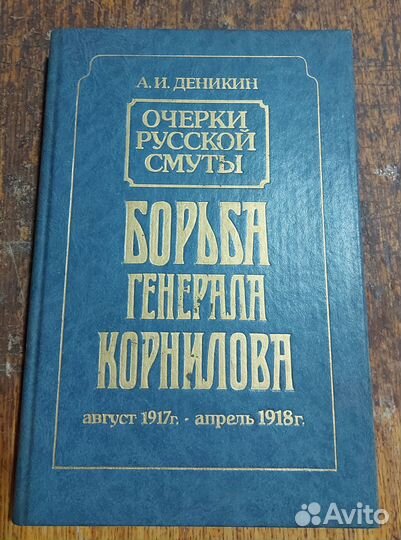 А.И.ДЕНИКИН
ОЧЕРКИ
РУССКОЙ
СМУТЫ
БОРЬБА
ГЕНЕРАЛА
КОРНИЛОВА
август 1917г. - апрель 1918г.
Avito